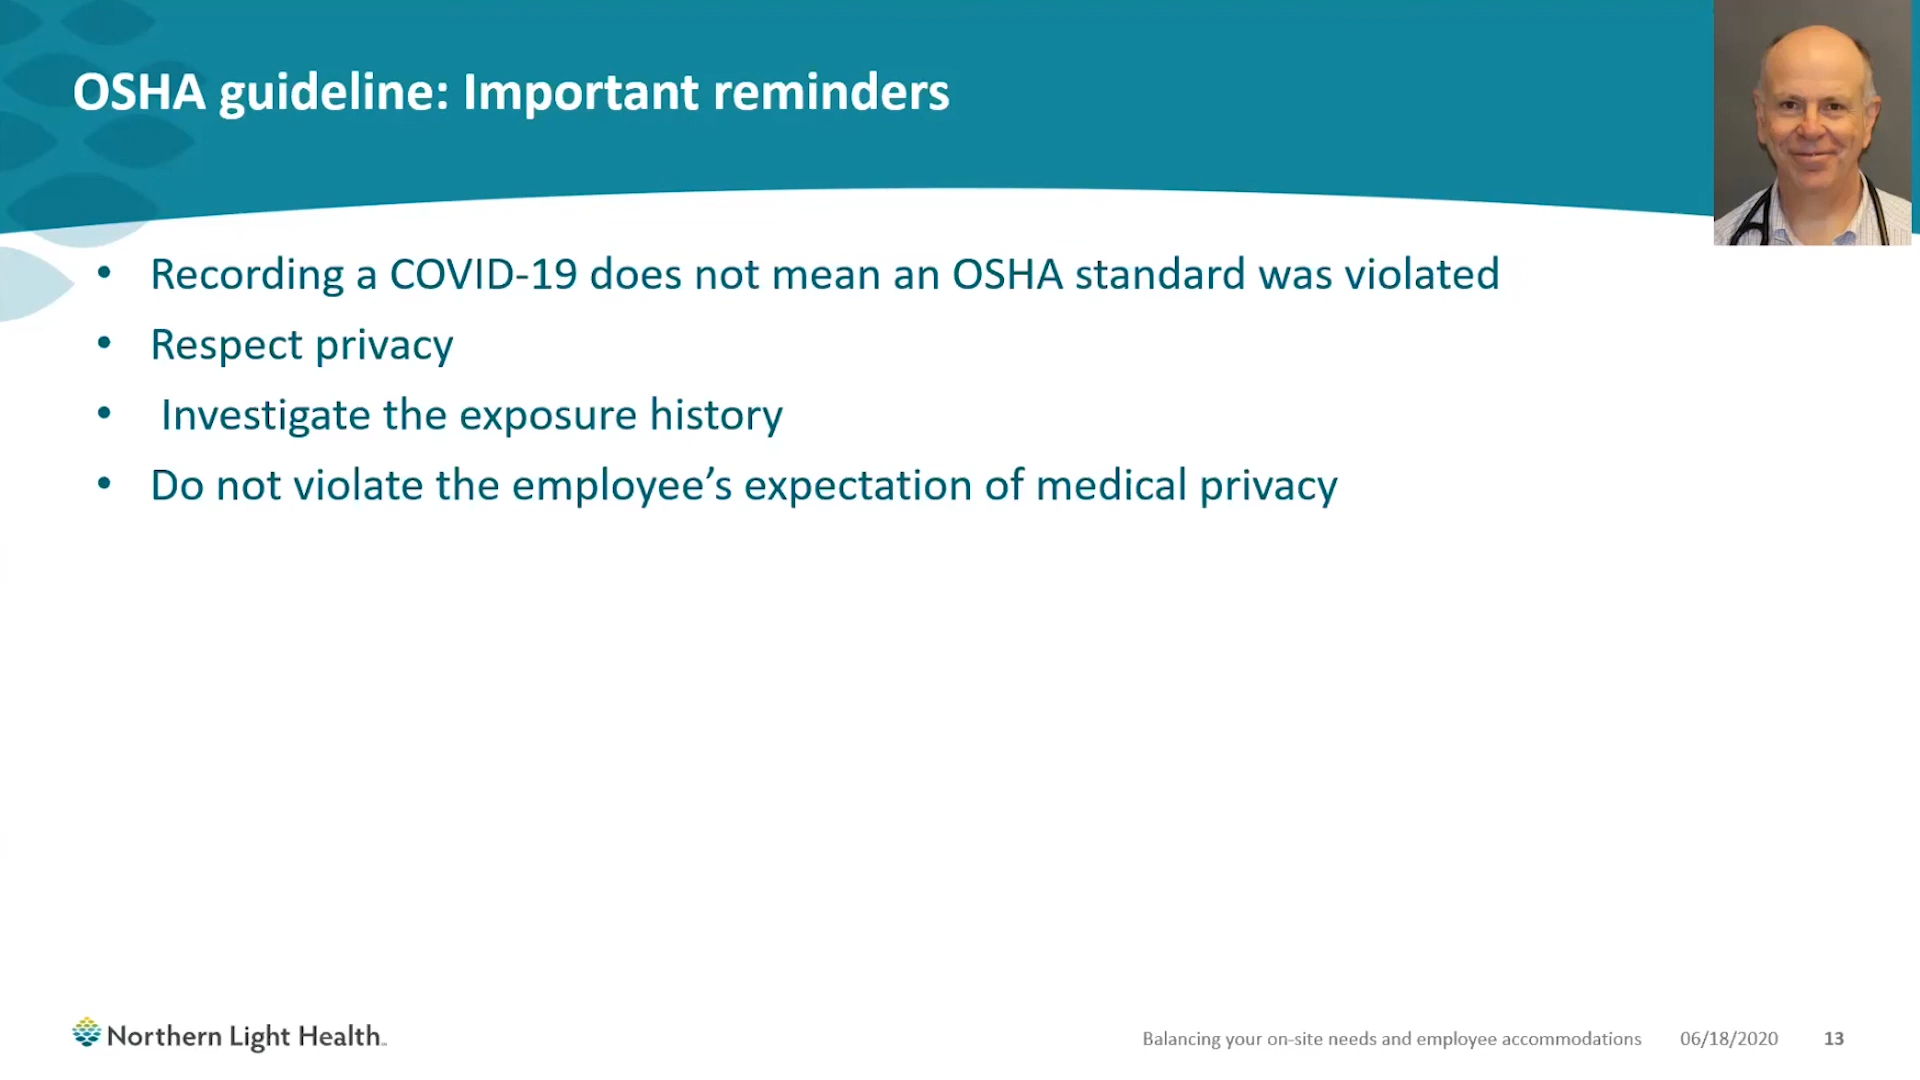 OSHA guideline: Important reminders
• Recording a COVID-19 does not mean an OSHA standard was violated
• Respect privacy
• Investigate the exposure history
• Do not violate the employee’s expectation of medical privacy
Northern Light Health
Balancing your on-site needs and employee accommodations 06/18/2020 13